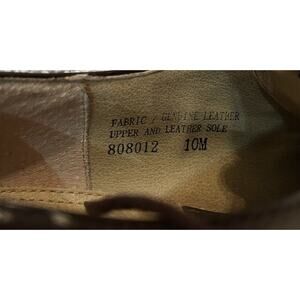 FABRIC / GENUINE LEATHER
UPPER AND LEATHER SOLE
808012 10M